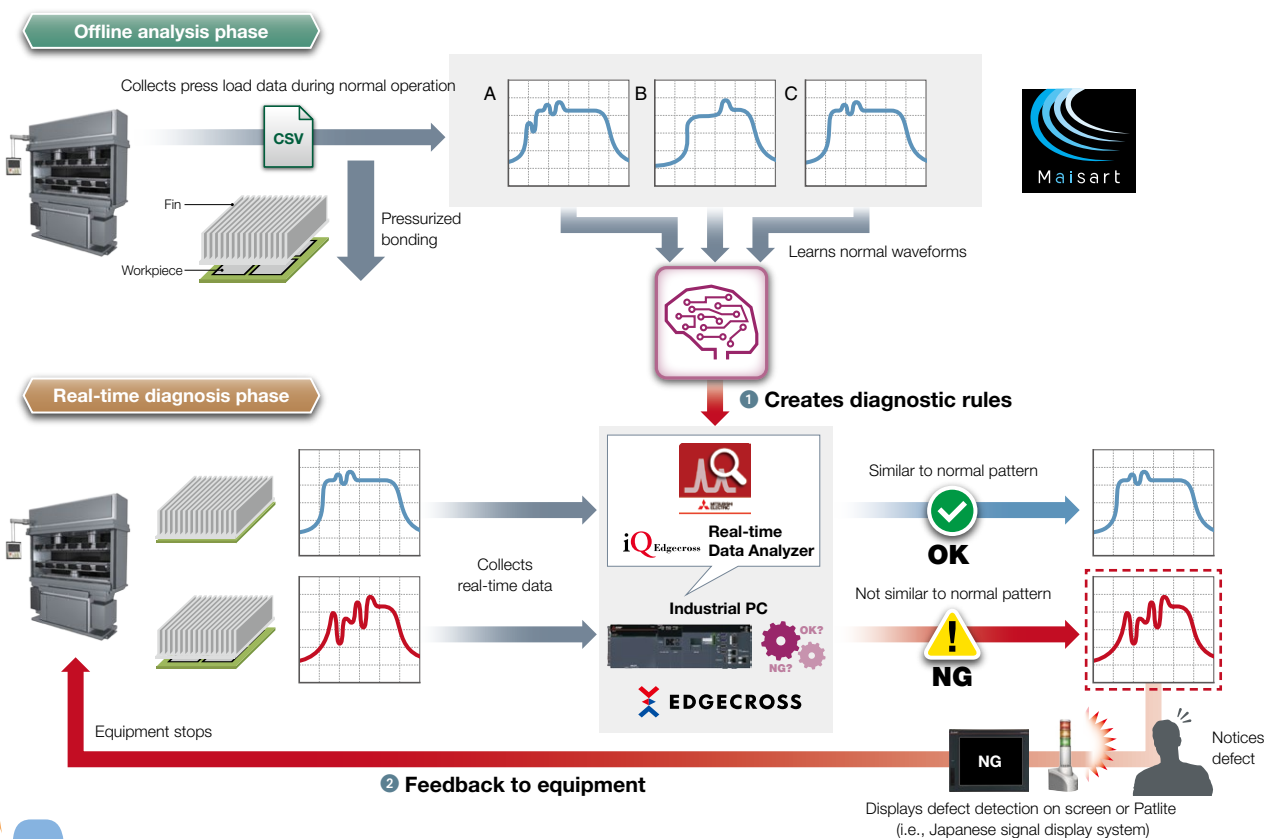 Offline analysis phase
Collects press load data during normal operation
CSV
A
B
C
Maisart
Fin
Workpiece
Pressurized
bonding
Learns normal waveforms
Real-time diagnosis phase
1 Creates diagnostic rules
MITSUBISHI
ELECTRIC
iQ Edgecross
Real-time
Data Analyzer
Collects
real-time data
Industrial PC
OK?
NG?
EDGECROSS
Similar to normal pattern
OK
Not similar to normal pattern
NG
Equipment stops
2 Feedback to equipment
NG
Notices
defect
Displays defect detection on screen or Patlite
(i.e., Japanese signal display system)